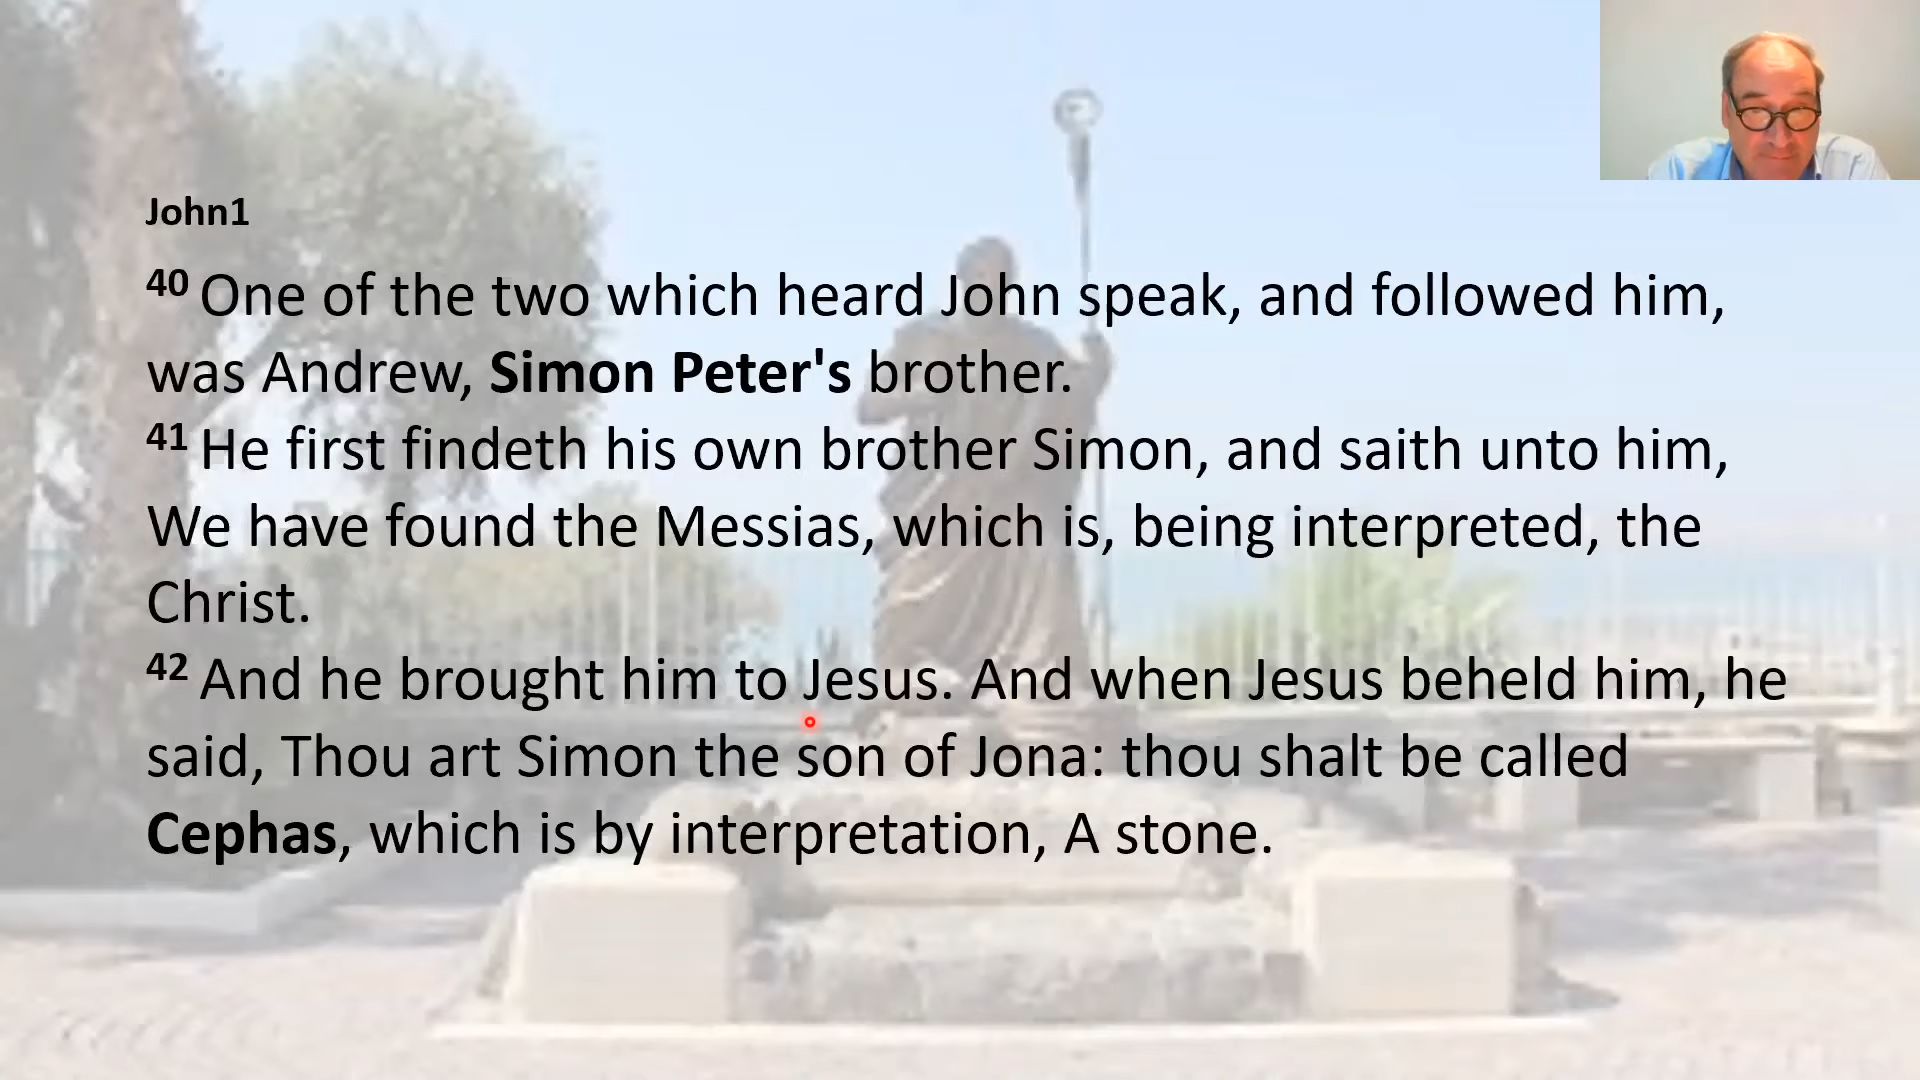 John1
40 One of the two which heard John speak, and followed him,
was Andrew, Simon Peter's brother.
41 He first findeth his own brother Simon, and saith unto him,
We have found the Messias, which is, being interpreted, the
Christ.
42 And he brought him to Jesus. And when Jesus beheld him, he
said, Thou art Simon the son of Jona: thou shalt be called
Cephas, which is by interpretation, A stone.